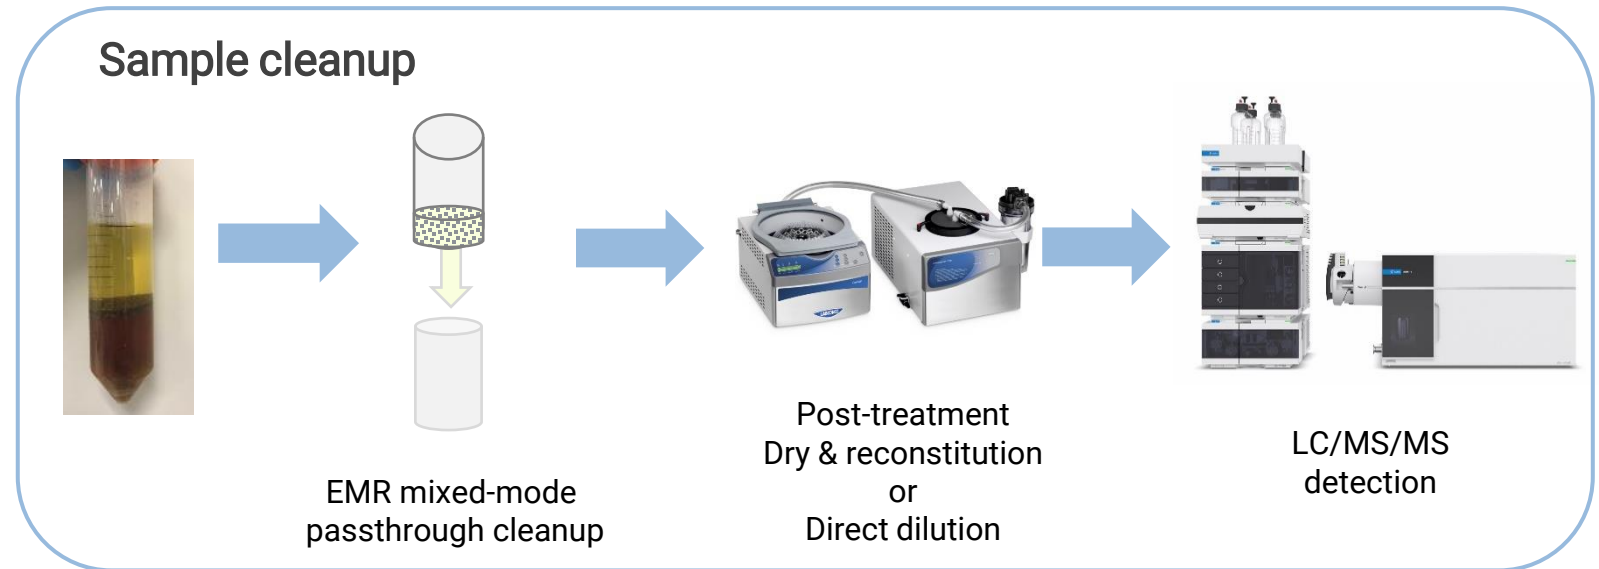 Sample cleanup
EMR mixed-mode
passthrough cleanup
Post-treatment
Dry & reconstitution
or
Direct dilution
LC/MS/MS
detection